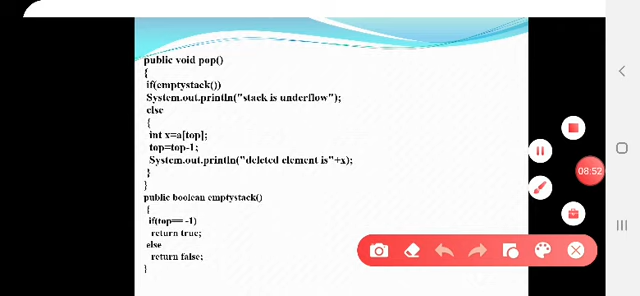 public void pop()
{
if(emptystack())
System.out.println("stack is underflow");
else
{
int x=a[top];
top=top-1;
System.out.println("deleted element is"+x);
}
}
public boolean emptystack()
{
if(top== -1)
return true;
else
return false;
}
08:52